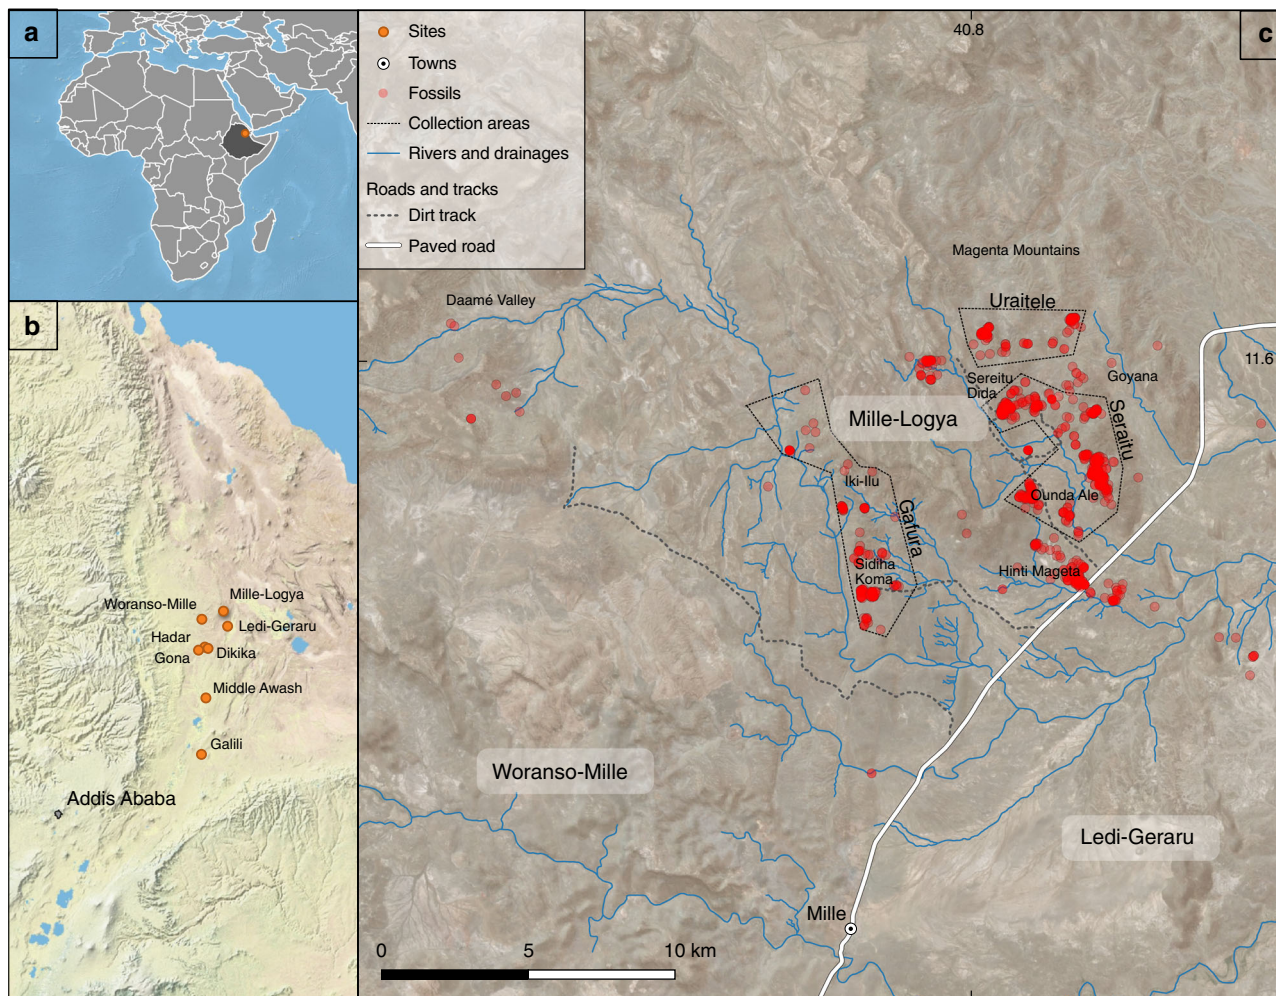 a
b
Woranso-Mille
Mille-Logya
Ledi-Geraru
Hadar
Gona
Dikika
Middle Awash
Galili
Addis Ababa
c
Sites
Towns
Fossils
Collection areas
Rivers and drainages
Roads and tracks
Dirt track
Paved road
40.8
11.6
Magenta Mountains
Daamé Valley
Uraitele
Sereitu
Dida
Goyana
Mille-Logya
Seraitu
Iki-Ilu
Gafura
Ounda Ale
Sidiha
Koma
Hinti Mageta
Woranso-Mille
Ledi-Geraru
Mille
0 5 10 km